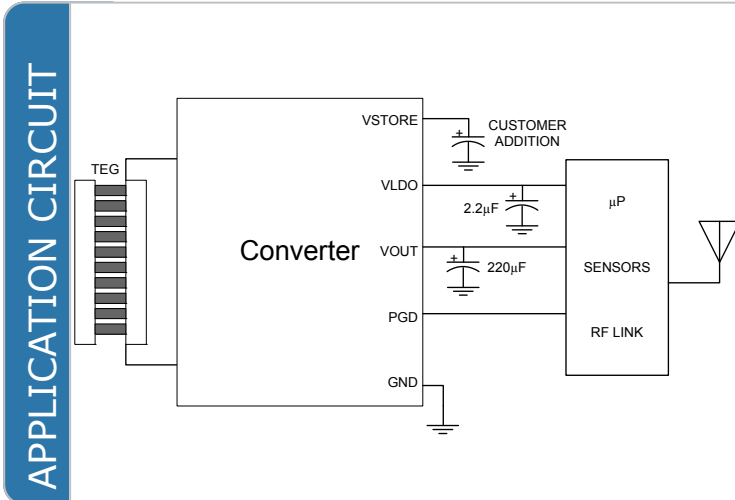 APPLICATION CIRCUIT
TEG
Converter
VSTORE
CUSTOMER
ADDITION
VLDO
2.2µF
VOUT
220µF
PGD
GND
µP
SENSORS
RF LINK